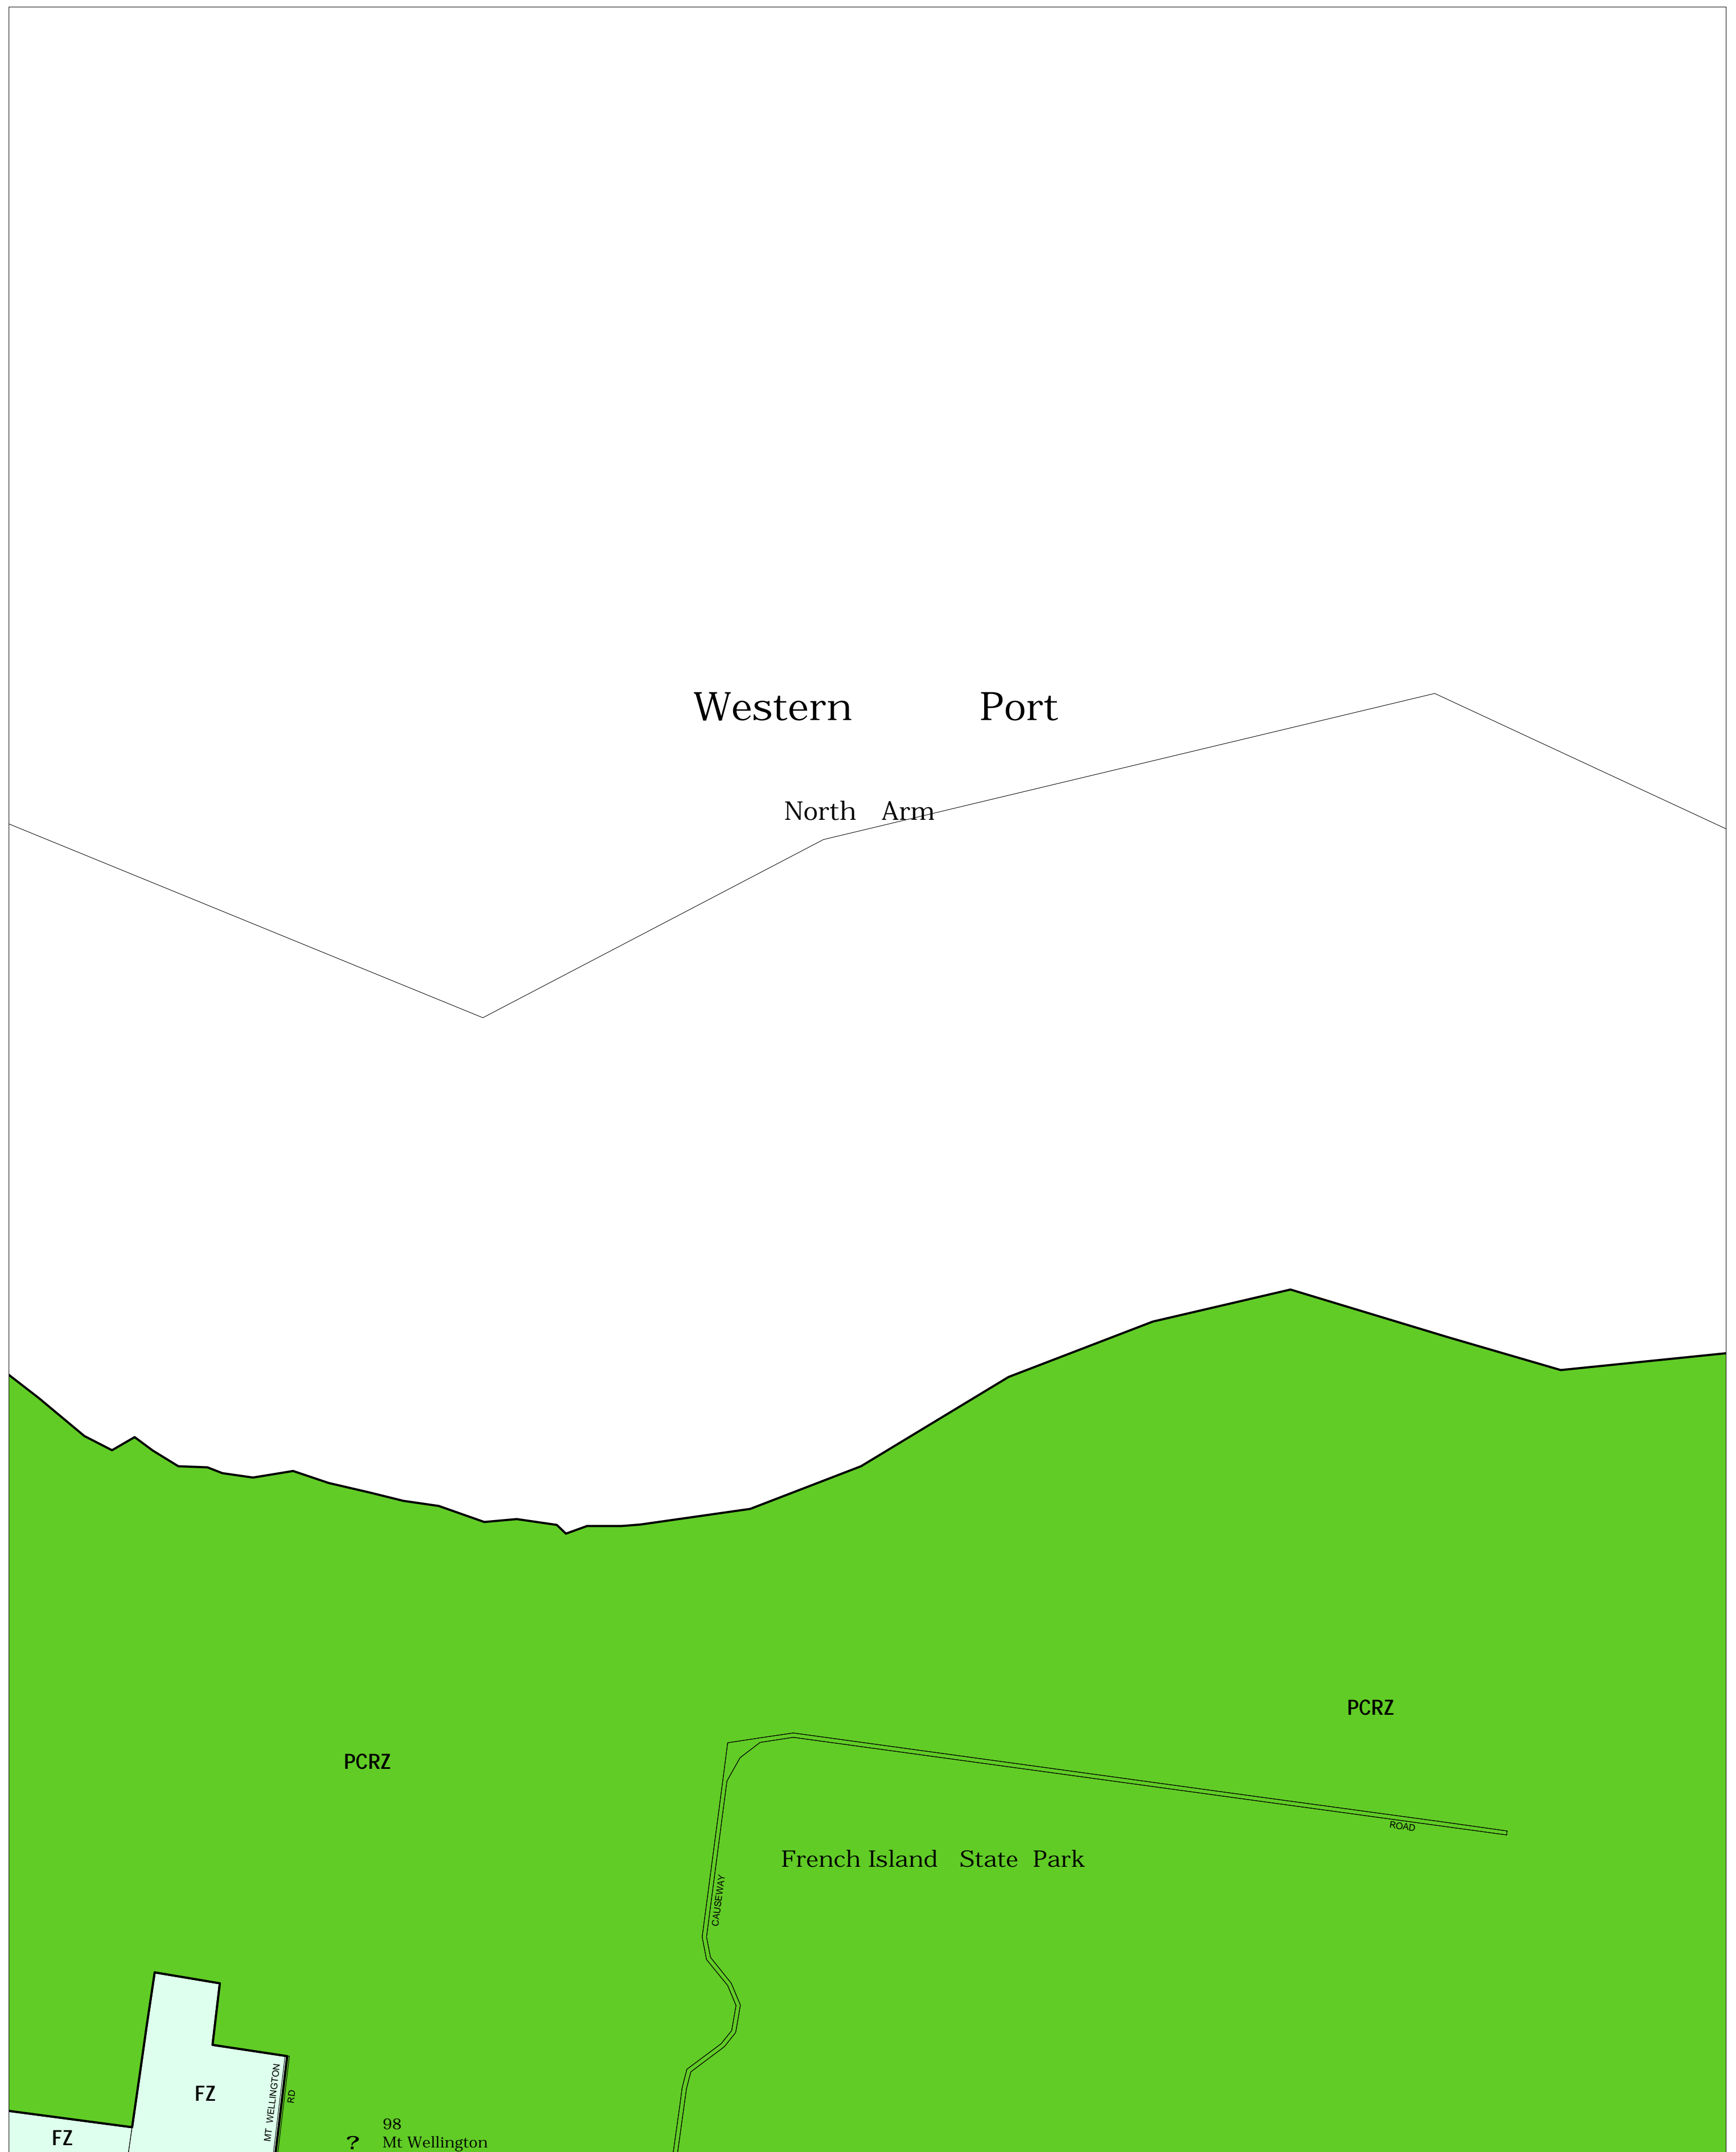 Western Port
North Arm
PCRZ
PCRZ
ROAD
French Island State Park
CAUSEWAY
MT WELLINGTON
RD
FZ
FZ
98
? Mt Wellington